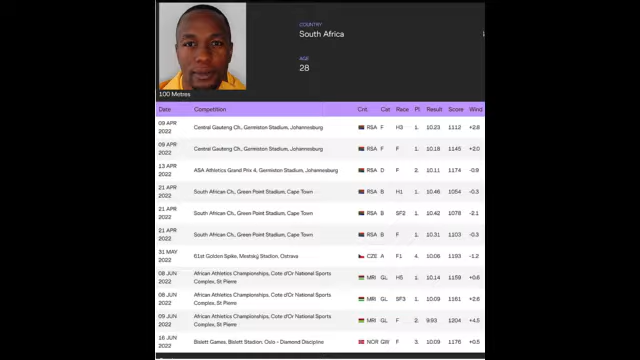 COUNTRY
South Africa
AGE
28
100 Metres
Date Competition Cnt. Cat Race Pl. Result Score Wind
09 APR 2022 Central Gauteng Ch., Germiston Stadium, Johannesburg RSA F H3 1. 10.23 1112 +2.8
09 APR 2022 Central Gauteng Ch., Germiston Stadium, Johannesburg RSA F F 1. 10.18 1145 +2.0
13 APR 2022 ASA Athletics Grand Prix 4, Germiston Stadium, Johannesburg RSA D F 2. 10.11 1174 -0.9
21 APR 2022 South African Ch., Green Point Stadium, Cape Town RSA B H1 1. 10.46 1054 -0.3
21 APR 2022 South African Ch., Green Point Stadium, Cape Town RSA B SF2 1. 10.42 1078 -2.1
21 APR 2022 South African Ch., Green Point Stadium, Cape Town RSA B F 1. 10.31 1103 -0.3
31 MAY 2022 61st Golden Spike, Mestský Stadion, Ostrava CZE A F1 4. 10.06 1193 -1.2
08 JUN 2022 African Athletics Championships, Cote d'Or National Sports Complex, St Pierre MRI GL H5 1. 10.14 1159 +0.6
08 JUN 2022 African Athletics Championships, Cote d'Or National Sports Complex, St Pierre MRI GL SF3 1. 10.09 1161 +2.6
09 JUN 2022 African Athletics Championships, Cote d'Or National Sports Complex, St Pierre MRI GL F 2. 9.93 1204 +4.5
16 JUN 2022 Bislett Games, Bislett Stadion, Oslo - Diamond Discipline NOR GW F 3. 10.09 1176 +0.5